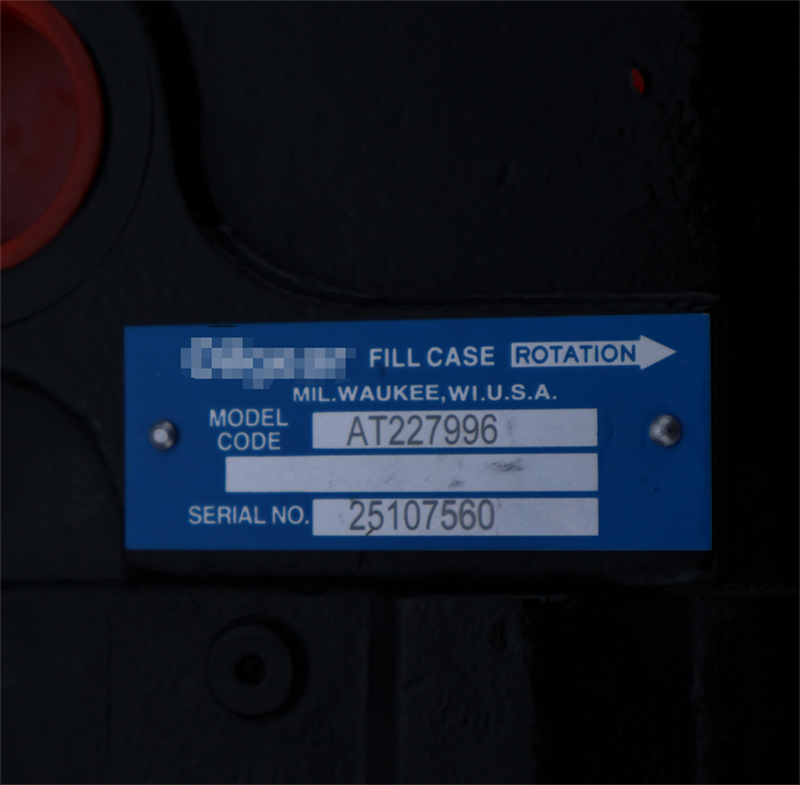 FILL CASE ROTATION
MIL.WAUKEE,WI.U.S.A.
MODEL CODE AT227996
SERIAL NO. 25107560